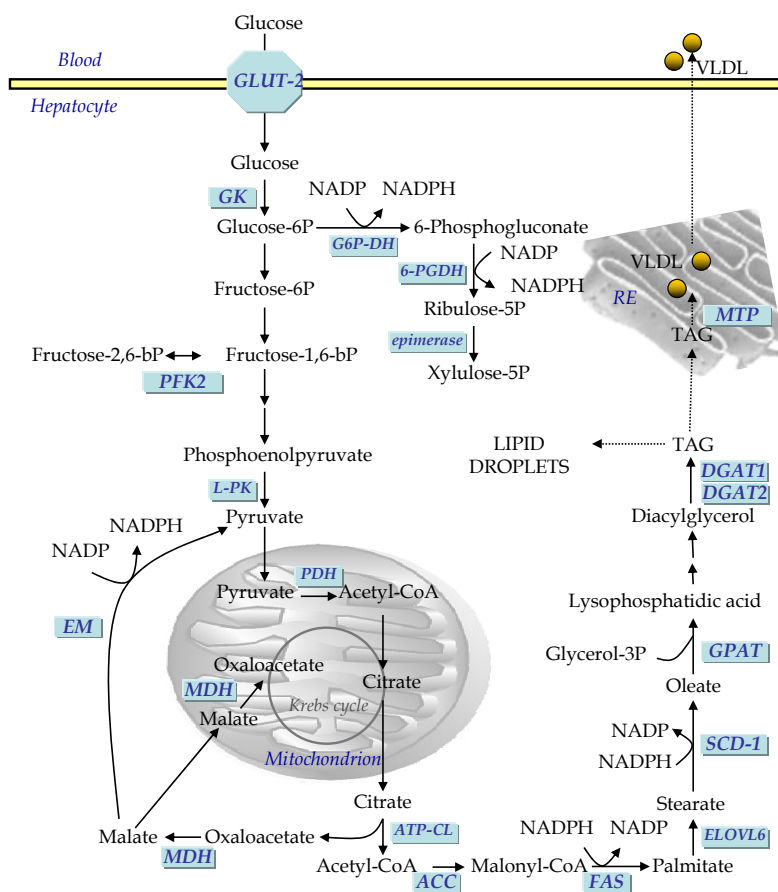 Glucose
Blood
GLUT-2
VLDL
Hepatocyte
Glucose
NADP
NADPH
GK
Glucose-6P
6-Phosphogluconate
G6P-DH
NADP
6-PGDH
VLDL
NADPH
Fructose-6P
RE
Ribulose-5P
MTP
TAG
epimerase
Fructose-2,6-bP
Fructose-1,6-bP
Xylulose-5P
PFK2
LIPID
DROPLETS
TAG
Phosphoenolpyruvate
DGAT1
DGAT2
L-PK
Pyruvate
Diacylglycerol
NADPH
NADP
PDH
Pyruvate
Acetyl-CoA
Lysophosphatidic acid
EM
Glycerol-3P
GPAT
Oxaloacetate
Citrate
Oleate
MDH
Krebs cycle
Malate
NADP
SCD-1
NADPH
Mitochondrion
Citrate
Stearate
NADPH
NADP
ELOVL6
Malate
Oxaloacetate
ATP-CL
MDH
Acetyl-CoA
Malonyl-CoA
Palmitate
ACC
FAS